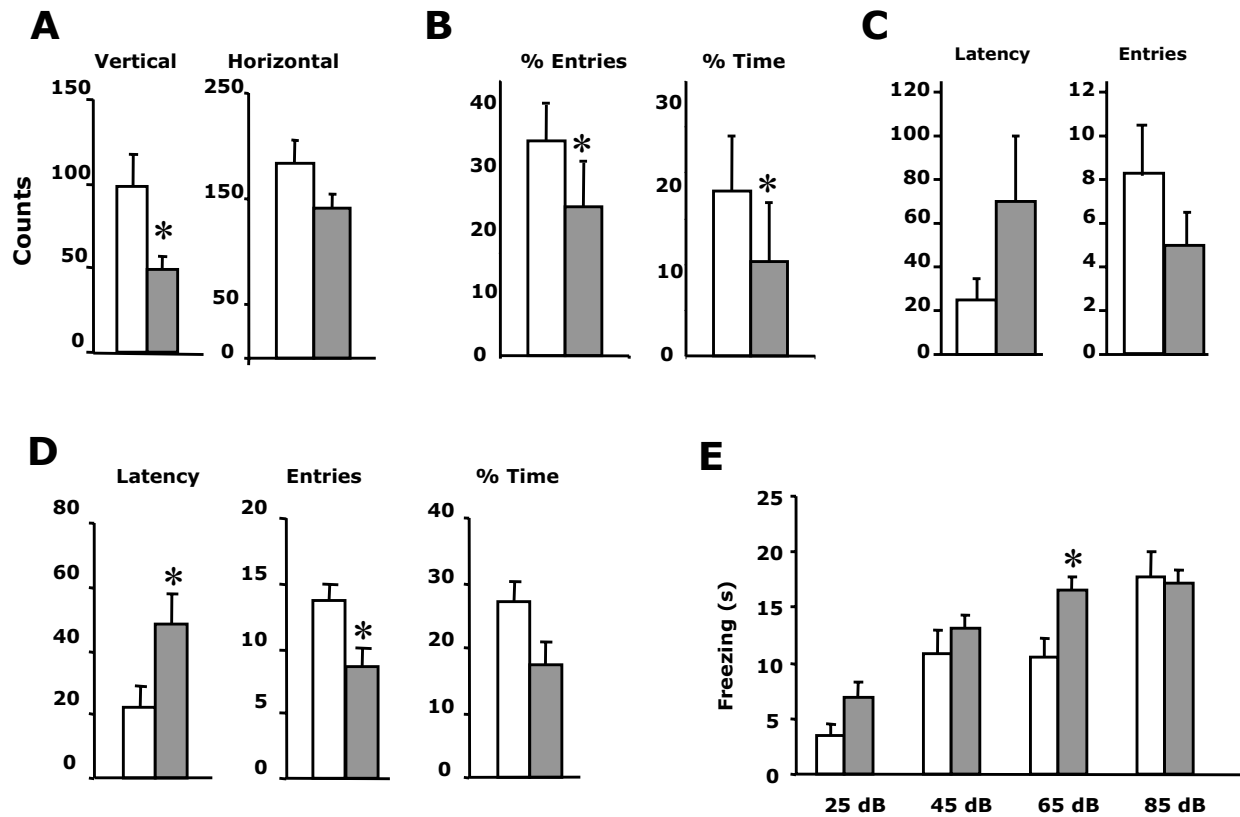 A
Vertical
Horizontal
Counts
150
100
50
0
*
250
150
50
0
B
% Entries
% Time
40
30
20
10
0
*
30
20
10
0
*
C
Latency
Entries
120
100
80
60
40
20
0
12
10
8
6
4
2
0
D
Latency
Entries
% Time
80
60
40
20
0
*
20
15
10
5
0
*
40
30
20
10
0
E
Freezing (s)
25
20
15
10
5
0
*
25 dB
45 dB
65 dB
85 dB